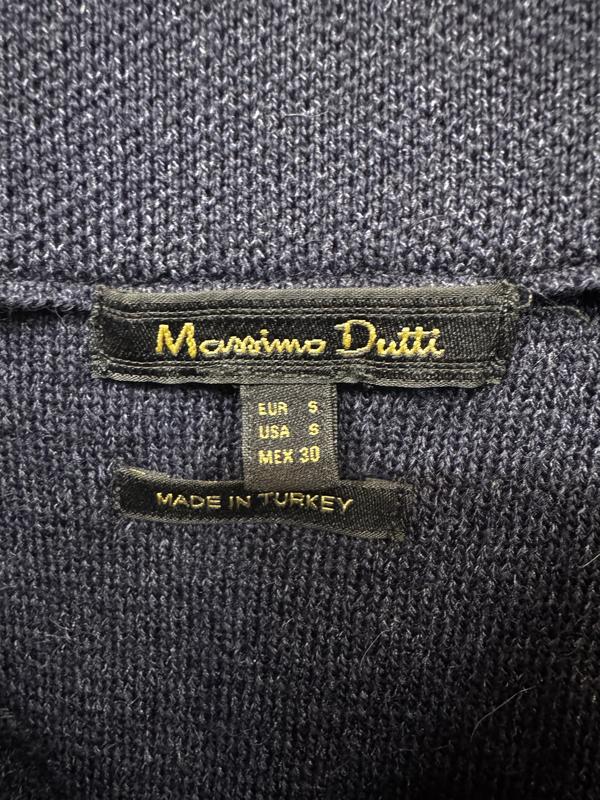 Massimo Dutti
EUR S
USA S
MEX 30
MADE IN TURKEY